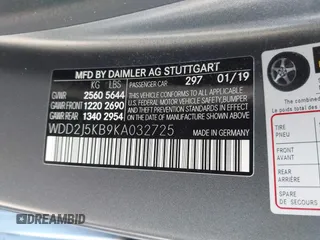 MFD BY DAIMLER AG STUTTGART
KG LBS PASSENGER CAR 297 01/19
GVWR 2560 5644
GAWR FRONT 1220 2690
GAWR REAR 1340 2954
THIS VEHICLE CONFORMS TO ALL
APPLICABLE U.S. FEDERAL MOTOR
VEHICLE SAFETY, BUMPER, AND
THEFT PREVENTION STANDARDS
IN EFFECT ON THE DATE OF
MANUFACTURE SHOWN ABOVE.
WDD2J5KB9KA032725
The
TIRE
PNEU
FRONT
AVANT
REAR
ARRIÈRE
SPARE
DE SECOURS
DREAMBID